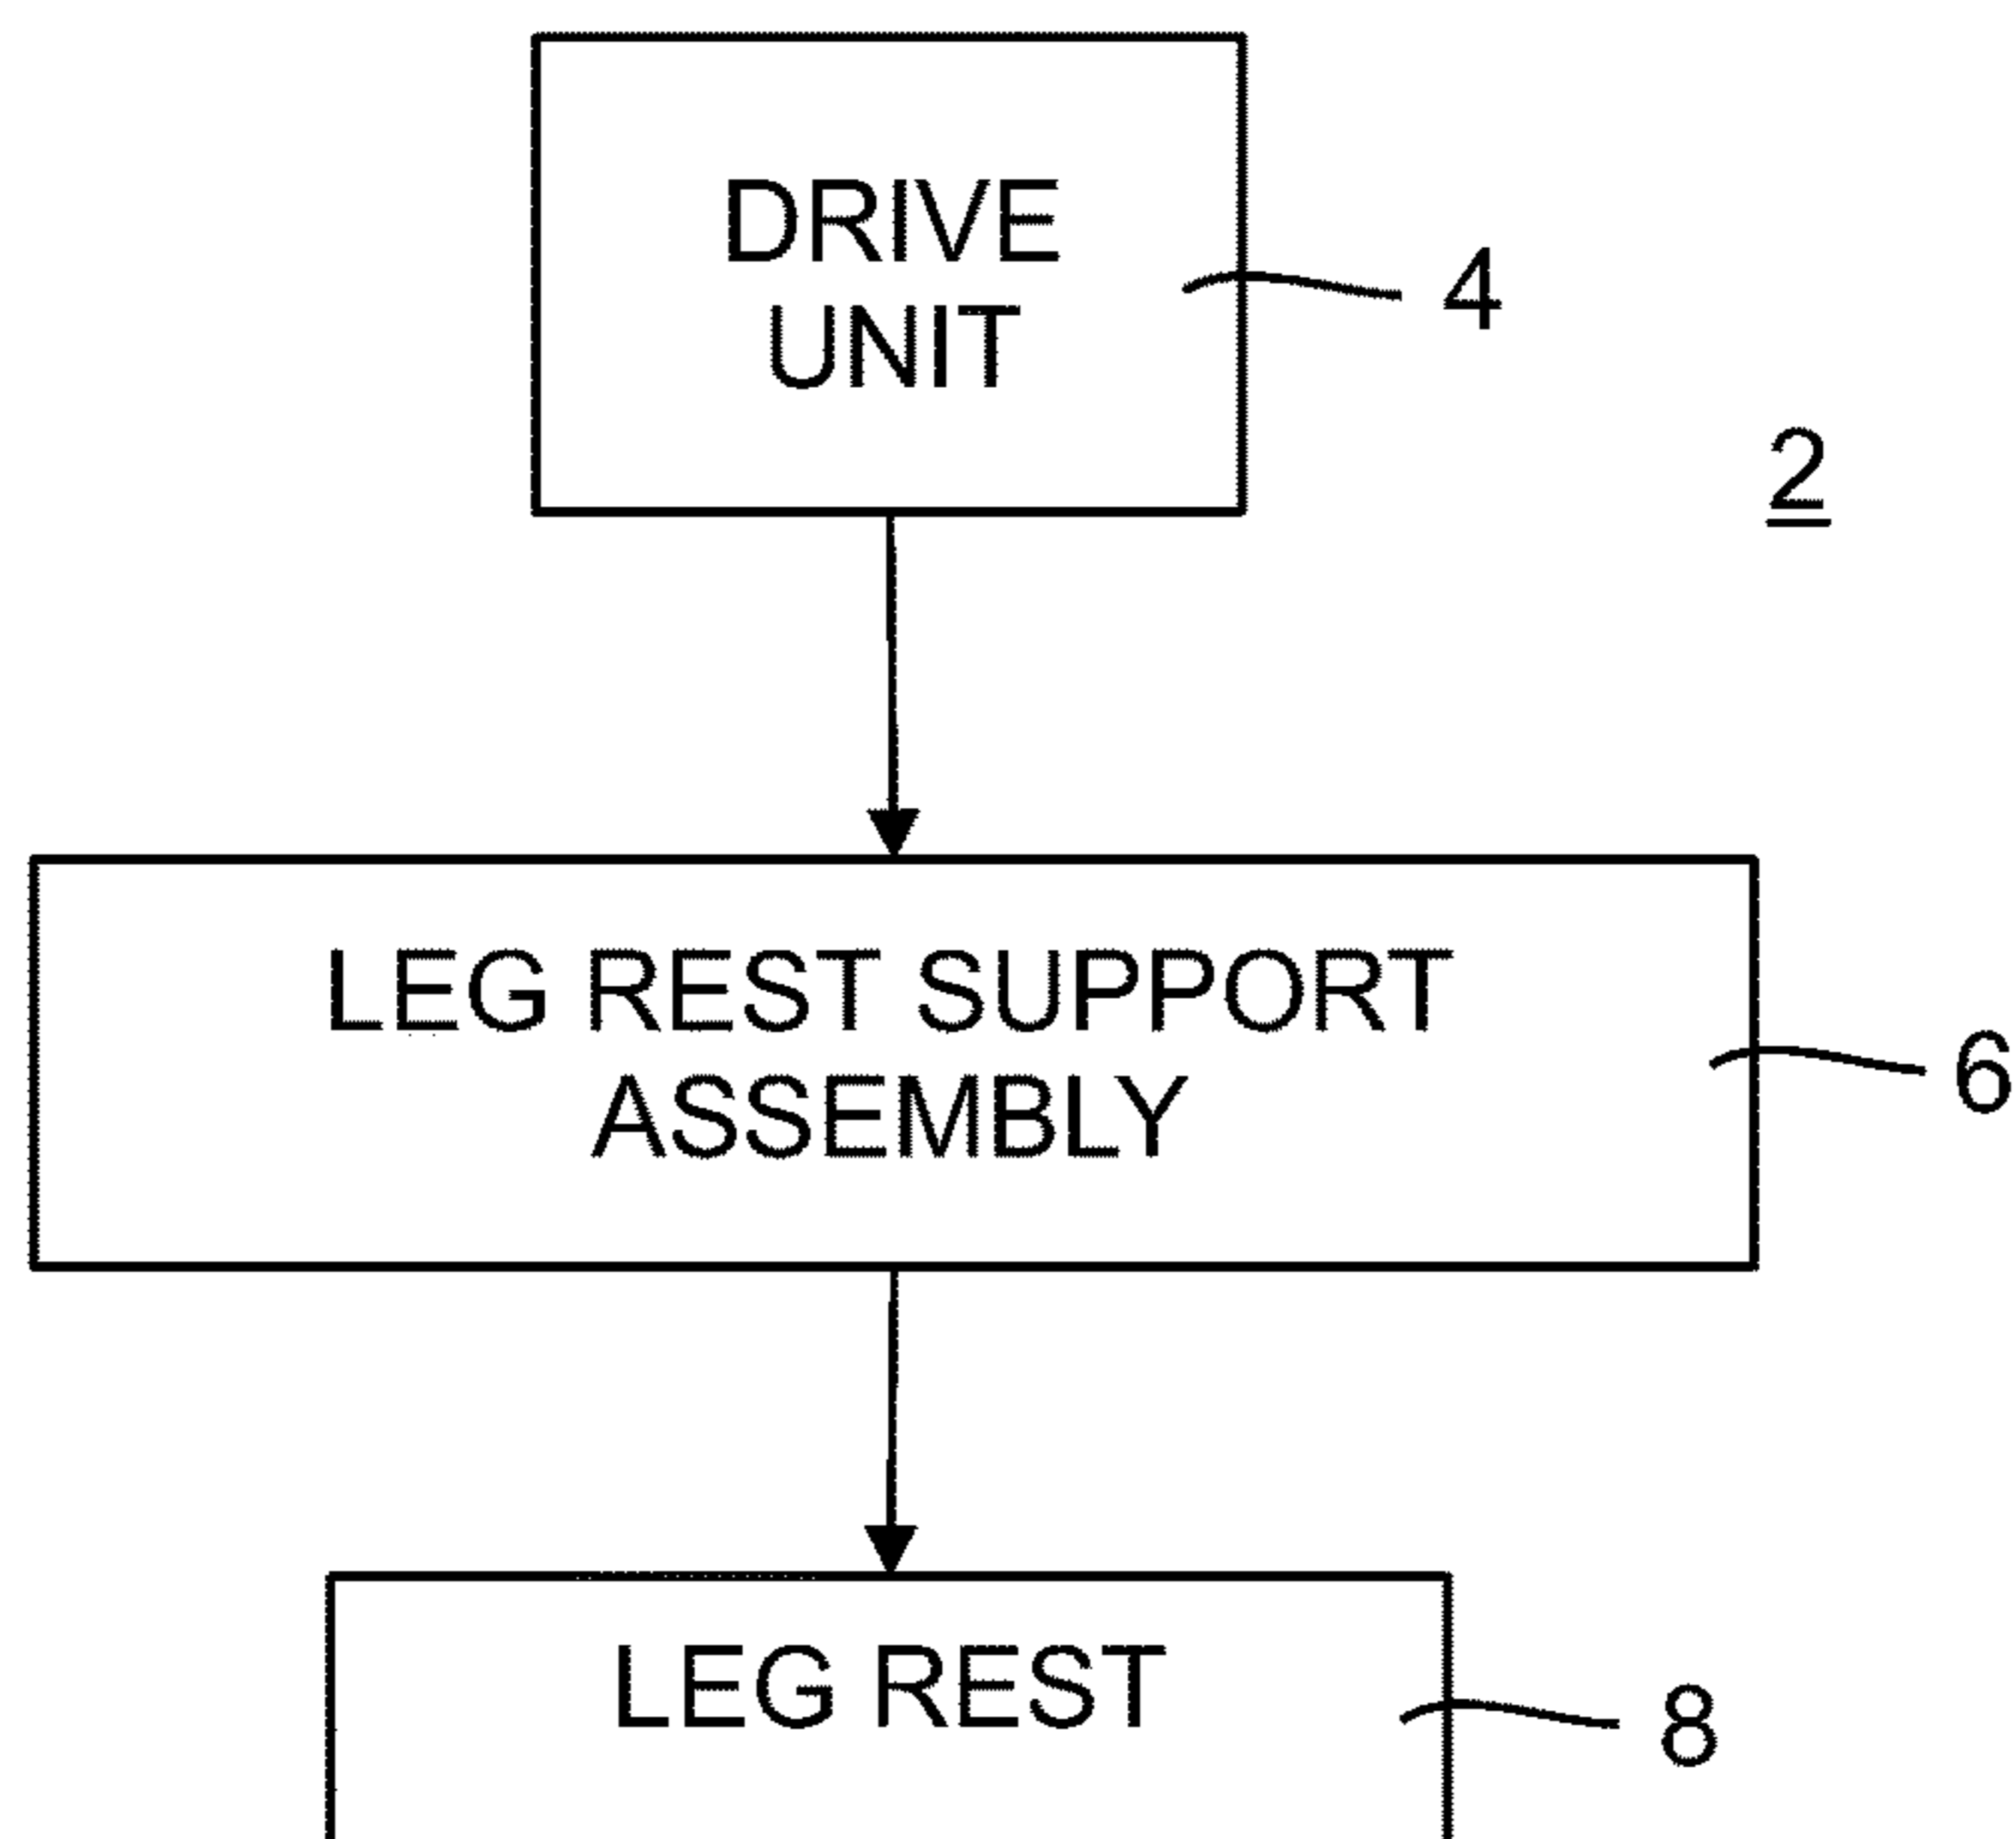 DRIVE
UNIT
4
2
LEG REST SUPPORT
ASSEMBLY
6
LEG REST
8